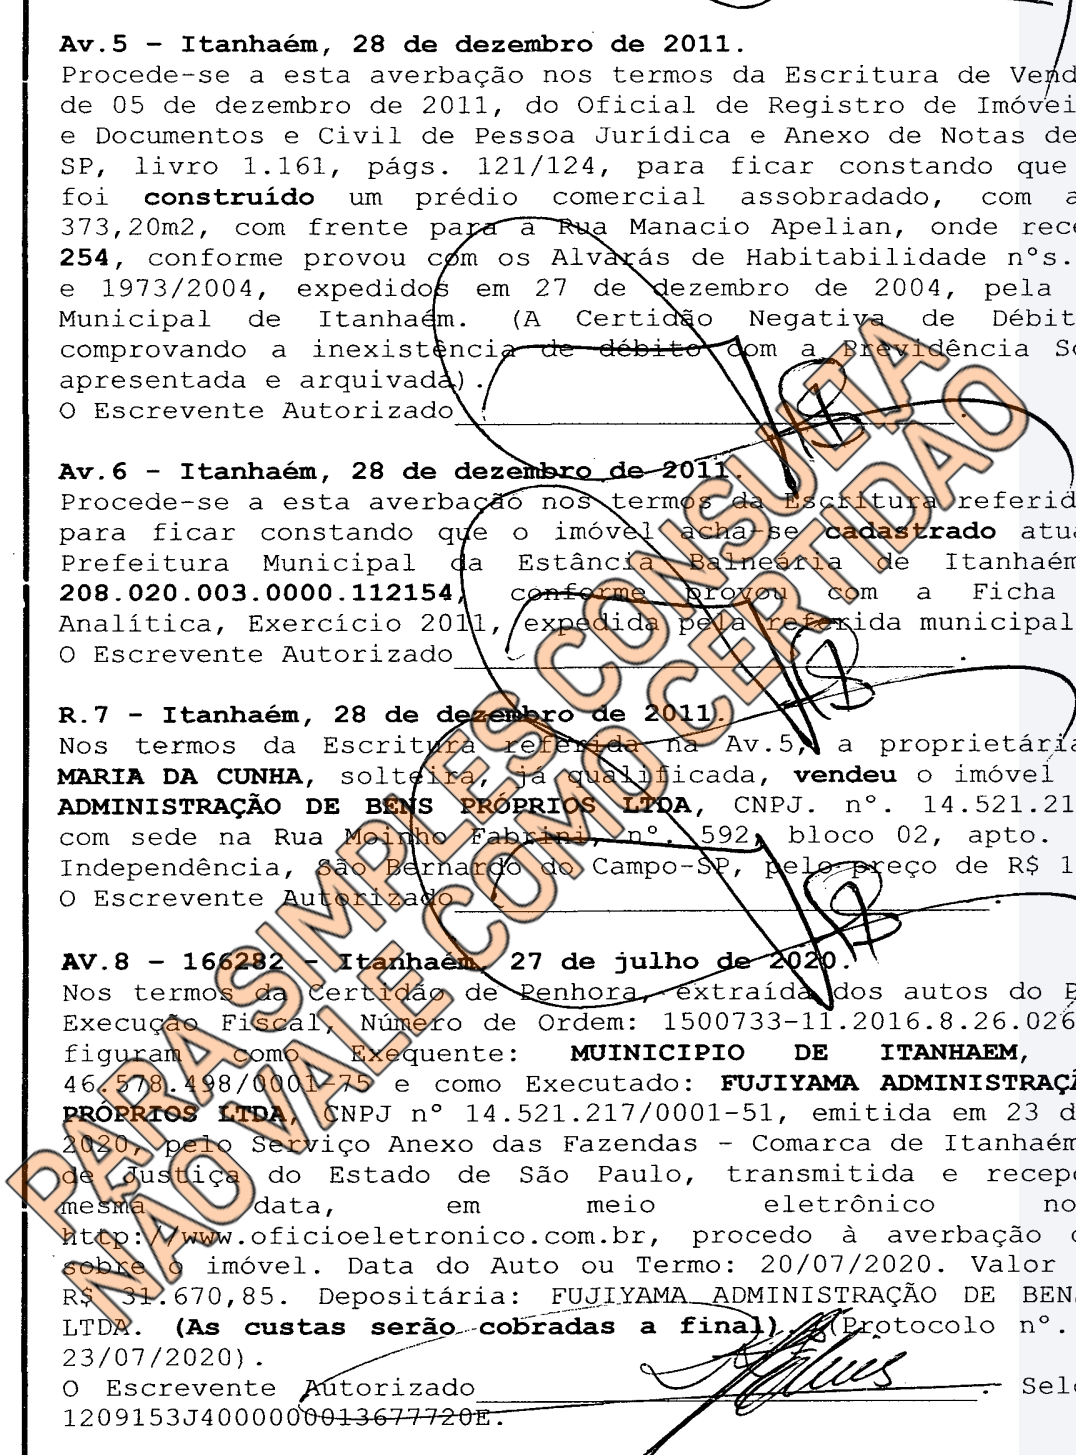 Av.5 - Itanhaém, 28 de dezembro de 2011.
Procede-se a esta averbação nos termos da Escritura de Vend
de 05 de dezembro de 2011, do Oficial de Registro de Imóvei
e Documentos e Civil de Pessoa Jurídica e Anexo de Notas de
SP, livro 1.161, págs. 121/124, para ficar constando que
foi construído um prédio comercial assobradado, com a
373,20m2, com frente para a Rua Manacio Apelian, onde rece
254, conforme provou com os Alvarás de Habitabilidade nºs.
e 1973/2004, expedidos em 27 de dezembro de 2004, pela
Municipal de Itanhaém. (A Certidão Negativa de Débit
comprovando a inexistência de débito com a Previdência So
apresentada e arquivada).
O Escrevente Autorizado
Av.6 - Itanhaém, 28 de dezembro de 2011.
Procede-se a esta averbação nos termos da Escritura referid
para ficar constando que o imóvel acha-se cadastrado atua
Prefeitura Municipal da Estância Balneária de Itanhaém
208.020.003.0000.112154, conforme provou com a Ficha
Analítica, Exercício 2011, expedida pela referida municipal
O Escrevente Autorizado
R.7 - Itanhaém, 28 de dezembro de 2011.
Nos termos da Escritura referida na Av.5, a proprietária
MARIA DA CUNHA, solteira, já qualificada, vendeu o imóvel
ADMINISTRAÇÃO DE BENS PRÓPRIOS LTDA, CNPJ. nº. 14.521.21
com sede na Rua Moinho Fabrini, nº. 592, bloco 02, apto.
Independência, São Bernardo do Campo-SP, pelo preço de R$ 1
O Escrevente Autorizado
AV.8 - 166282 - Itanhaém, 27 de julho de 2020.
Nos termos da Certidão de Penhora, extraída dos autos do P
Execução Fiscal, Número de Ordem: 1500733-11.2016.8.26.026
figuram como Exequente: MUINICIPIO DE ITANHAEM,
46.578.498/0001-75 e como Executado: FUJIYAMA ADMINISTRAÇÃ
PRÓPRIOS LTDA, CNPJ nº 14.521.217/0001-51, emitida em 23 d
2020, pelo Serviço Anexo das Fazendas - Comarca de Itanhaém
de Justiça do Estado de São Paulo, transmitida e recep
mesma data, em meio eletrônico no
http://www.oficioeletronico.com.br, procedo à averbação d
sobre o imóvel. Data do Auto ou Termo: 20/07/2020. Valor
R$ 31.670,85. Depositária: FUJIYAMA ADMINISTRAÇÃO DE BENS
LTDA. (As custas serão cobradas a final). (Protocolo nº.
23/07/2020).
O Escrevente Autorizado . Selo
1209153J4000000013677720E.
PARA SIMPLES CONSULTA
NÃO VALE COMO CERTIDÃO